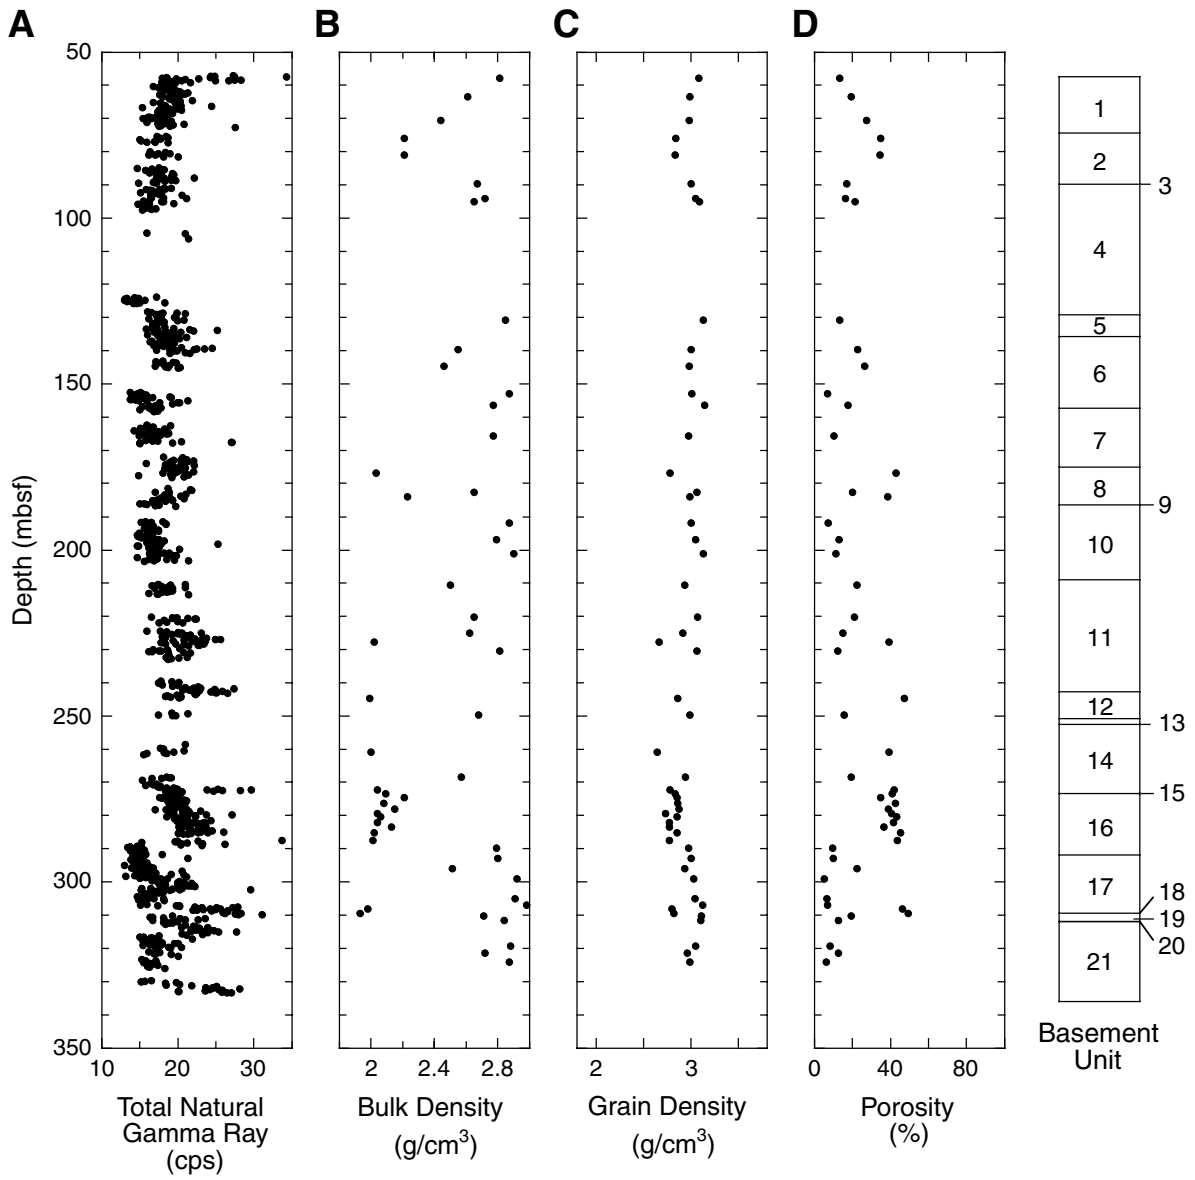 A B C D
50
100
150
200
250
300
350
Depth (mbsf)
10 20 30
2 2.4 2.8
2 3
0 40 80
Total Natural
Gamma Ray
(cps)
Bulk Density
(g/cm³)
Grain Density
(g/cm³)
Porosity
(%)
1
2
3
4
5
6
7
8
9
10
11
12
13
14
15
16
17
18
19
20
21
Basement
Unit